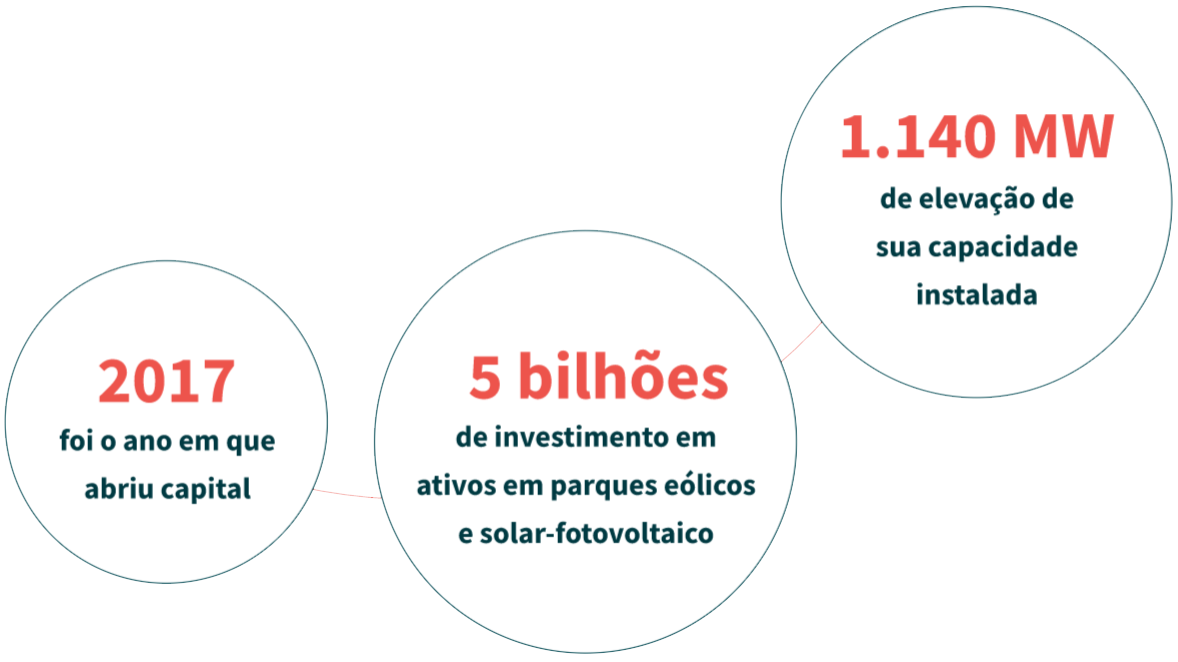 2017
foi o ano em que
abriu capital
5 bilhões
de investimento em
ativos em parques eólicos
e solar-fotovoltaico
1.140 MW
de elevação de
sua capacidade
instalada